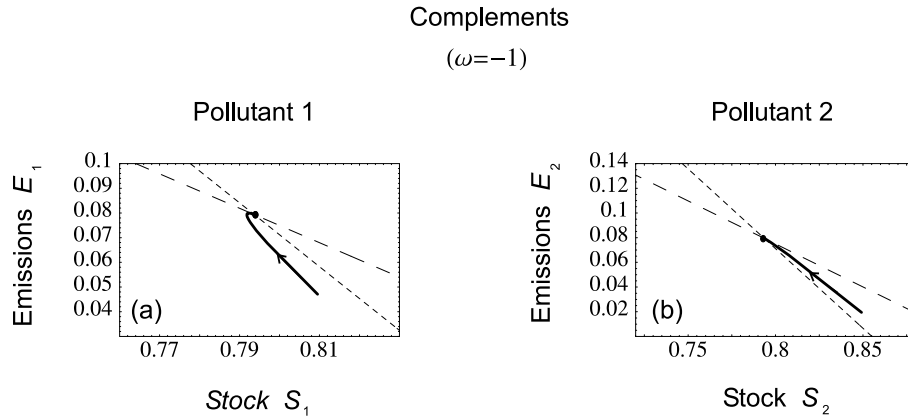 Complements
(ω=−1)
Pollutant 1
Pollutant 2
Emissions E₁
0.1
0.09
0.08
0.07
0.05
0.04
(a)
0.77
0.79
0.81
Stock S₁
Emissions E₂
0.14
0.12
0.1
0.08
0.06
0.04
0.02
(b)
0.75
0.8
0.85
Stock S₂